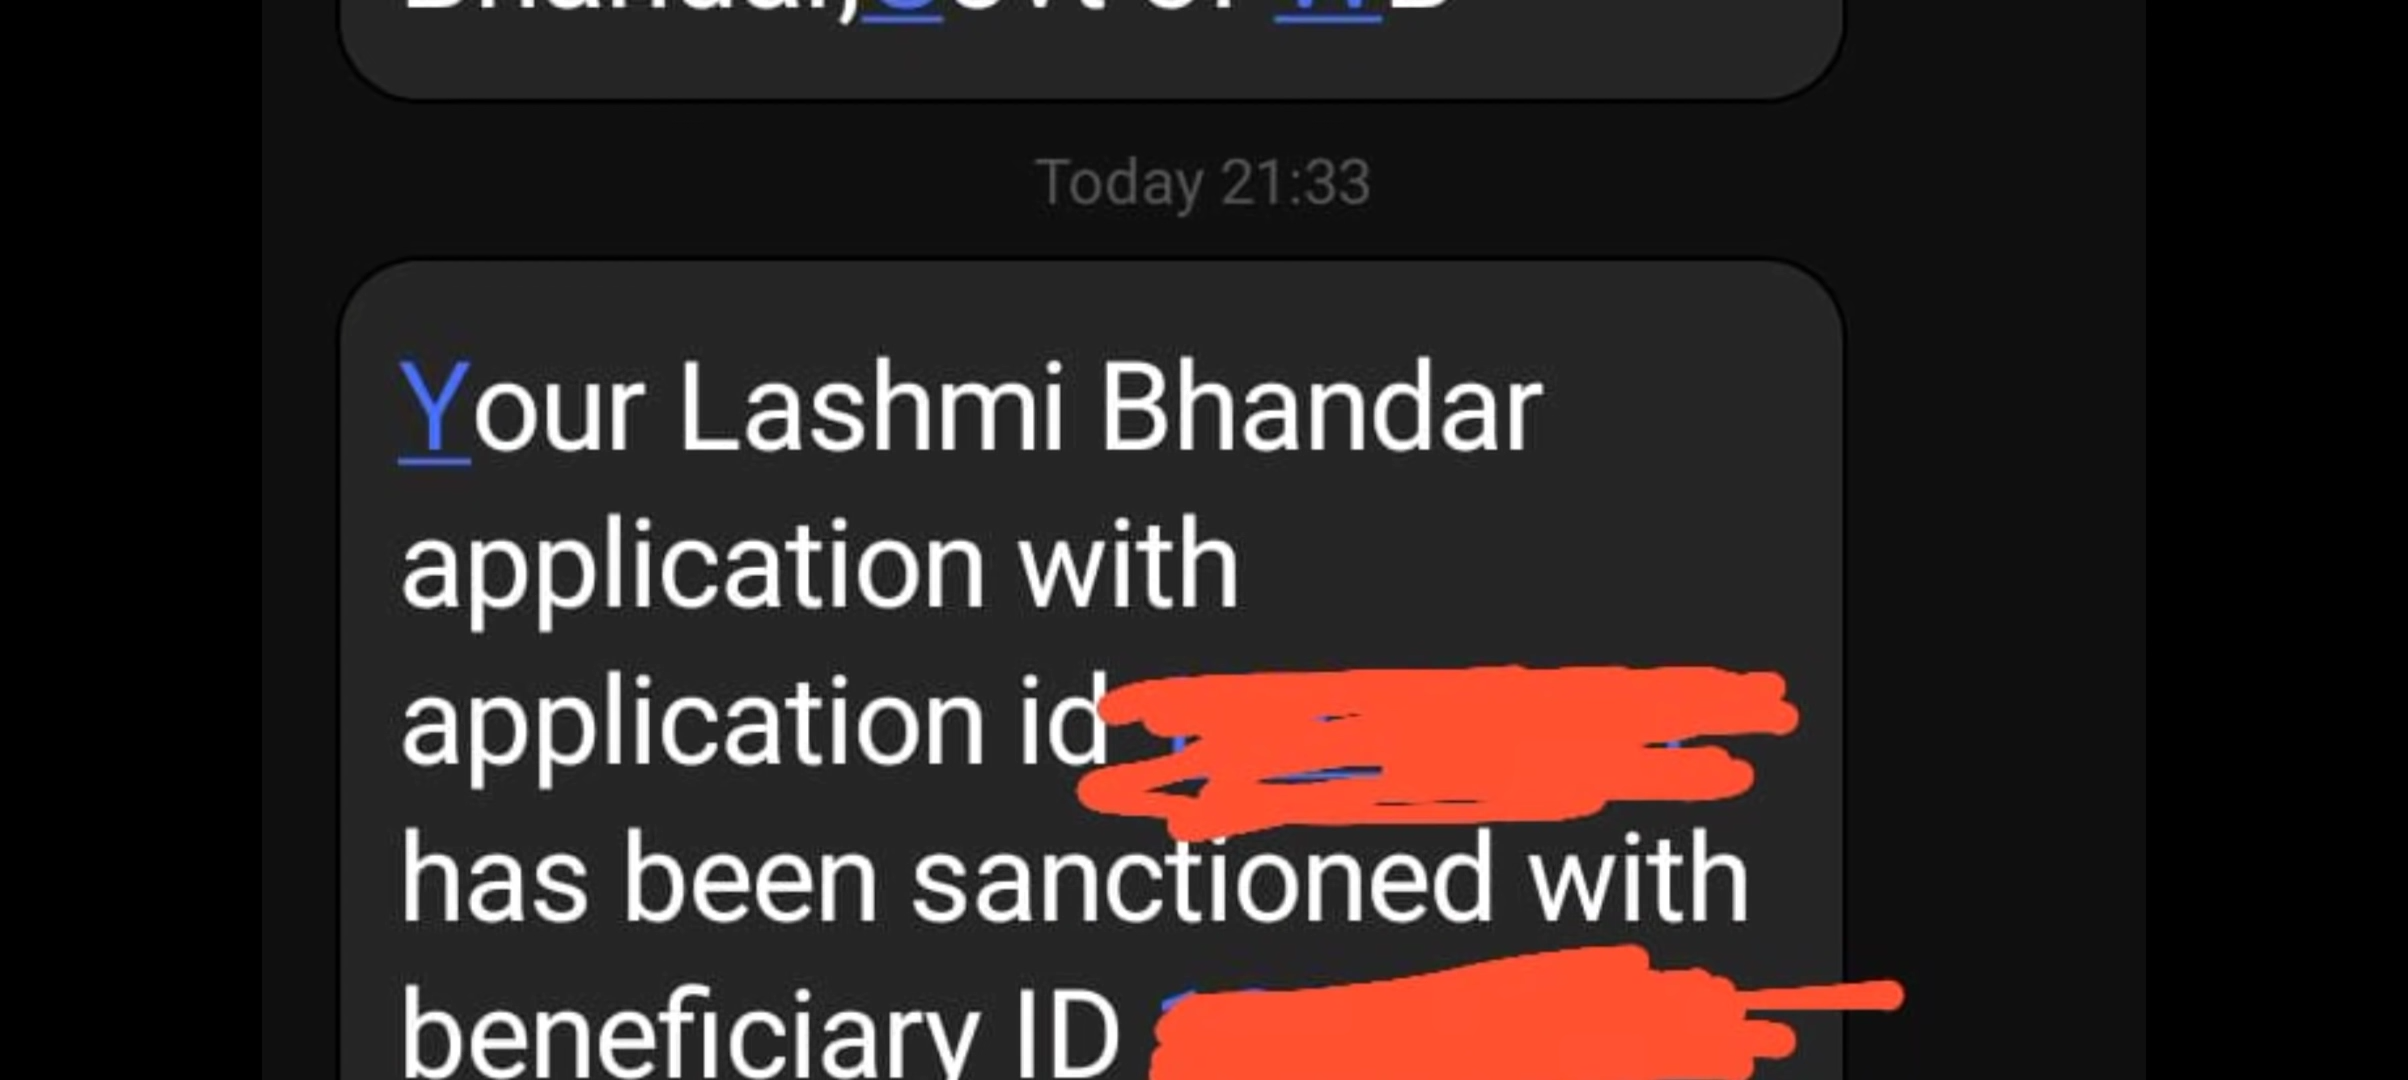 Today 21:33
Your Lashmi Bhandar
application with
application id
has been sanctioned with
beneficiary ID